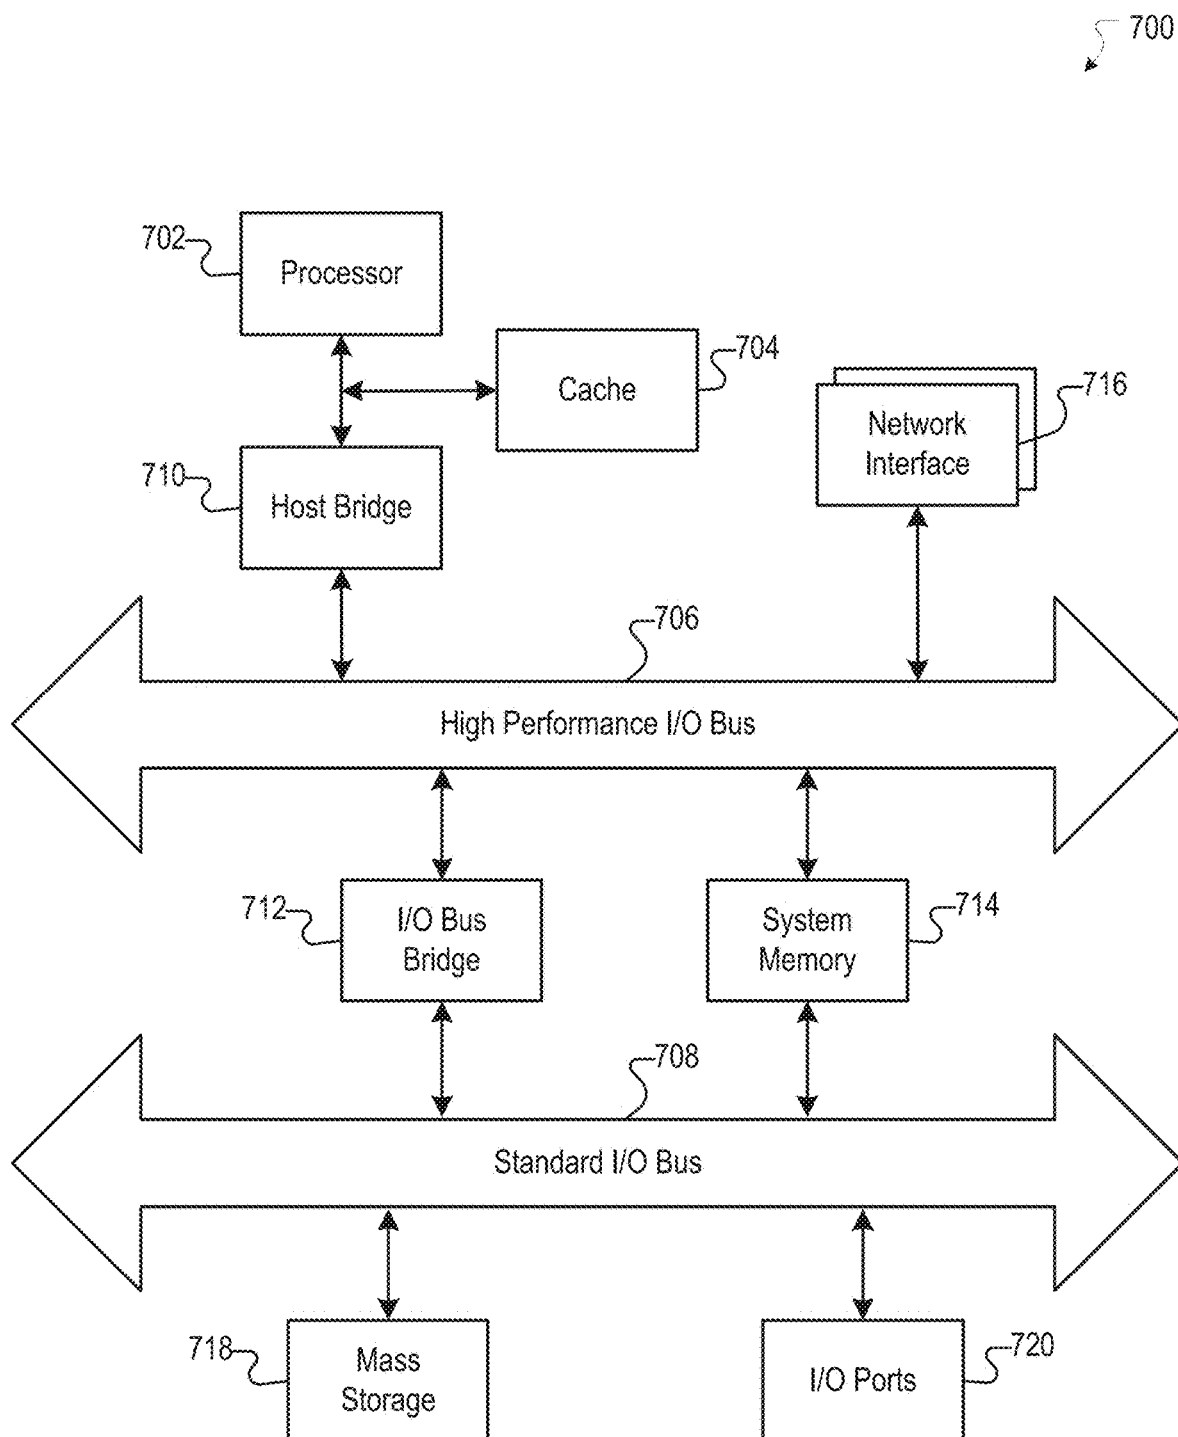 700
702
Processor
704
Cache
716
Network
Interface
710
Host Bridge
706
High Performance I/O Bus
712
I/O Bus
Bridge
System
Memory
714
708
Standard I/O Bus
718
Mass
Storage
I/O Ports
720